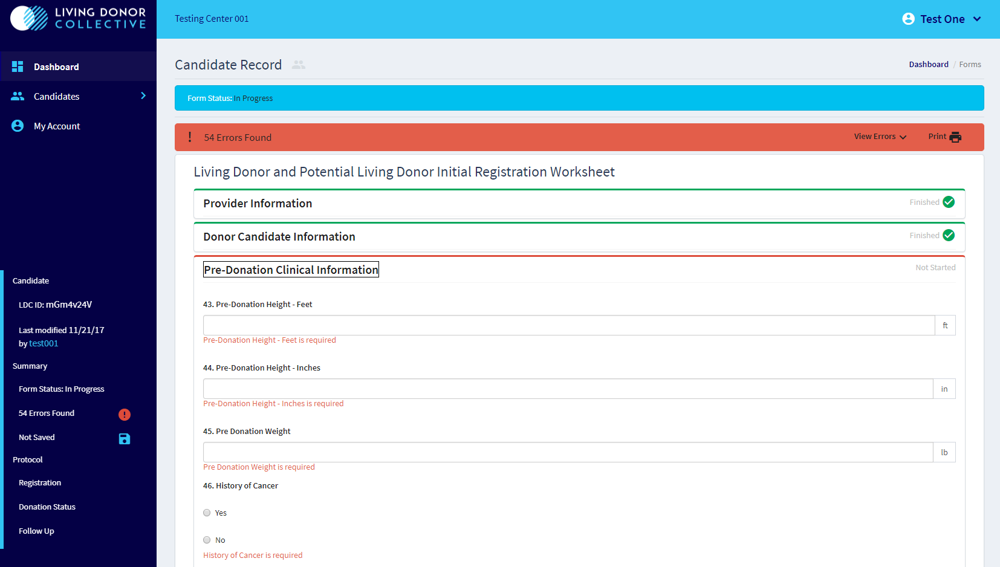 LIVING DONOR
COLLECTIVE
Testing Center 001
Test One
Dashboard
Candidates
My Account
Candidate
LDC ID: mGm4v24V
Last modified 11/21/17
by test001
Summary
Form Status: In Progress
54 Errors Found
Not Saved
Protocol
Registration
Donation Status
Follow Up
Candidate Record
Dashboard / Forms
Form Status: In Progress
! 54 Errors Found
View Errors
Print
Living Donor and Potential Living Donor Initial Registration Worksheet
Provider Information
Finished
Donor Candidate Information
Finished
Pre-Donation Clinical Information
Not Started
43. Pre-Donation Height - Feet
ft
Pre-Donation Height - Feet is required
44. Pre-Donation Height - Inches
in
Pre-Donation Height - Inches is required
45. Pre Donation Weight
lb
Pre Donation Weight is required
46. History of Cancer
Yes
No
History of Cancer is required